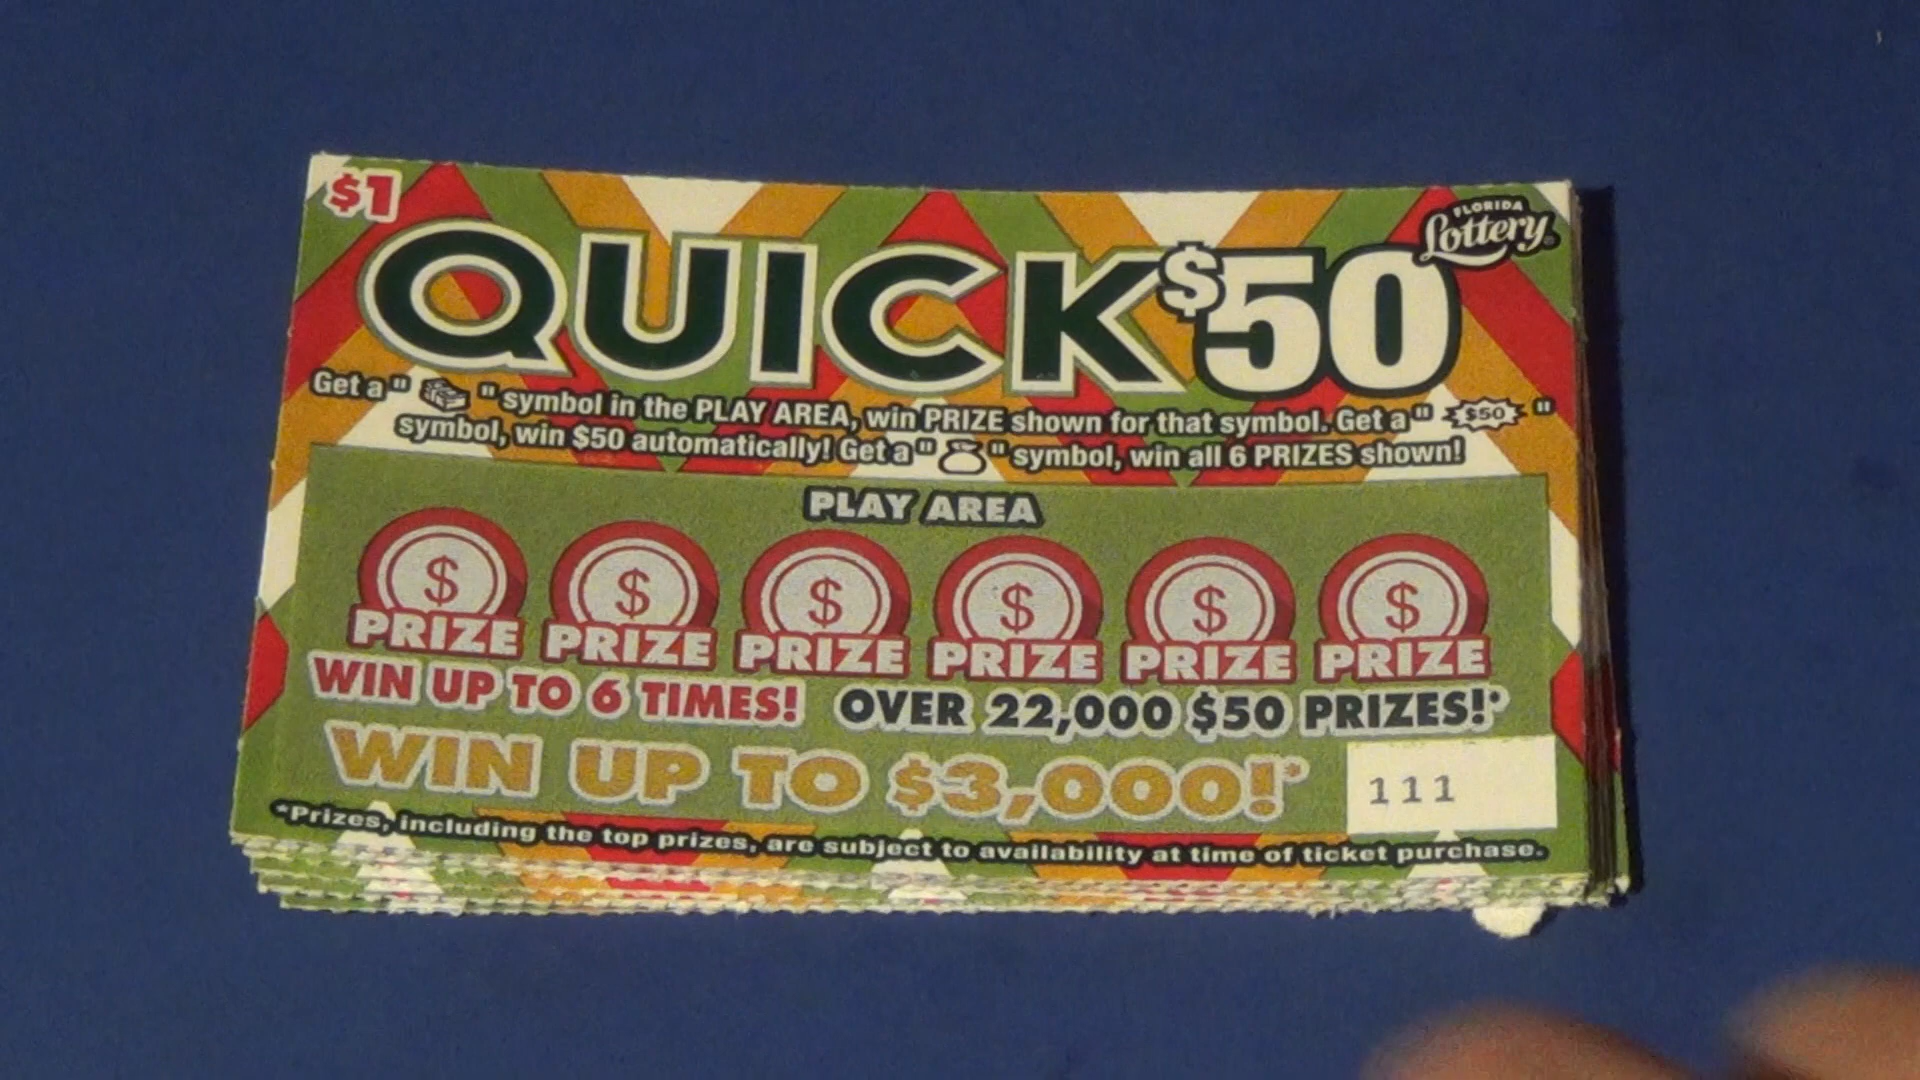 $1
FLORIDA
Lottery
QUICK $50
Get a " " symbol in the PLAY AREA, win PRIZE shown for that symbol. Get a " $50 "
symbol, win $50 automatically! Get a " " symbol, win all 6 PRIZES shown!
PLAY AREA
$ $ $ $ $ $
PRIZE PRIZE PRIZE PRIZE PRIZE PRIZE
WIN UP TO 6 TIMES! OVER 22,000 $50 PRIZES!*
WIN UP TO $3,000!*
111
*Prizes, including the top prizes, are subject to availability at time of ticket purchase.